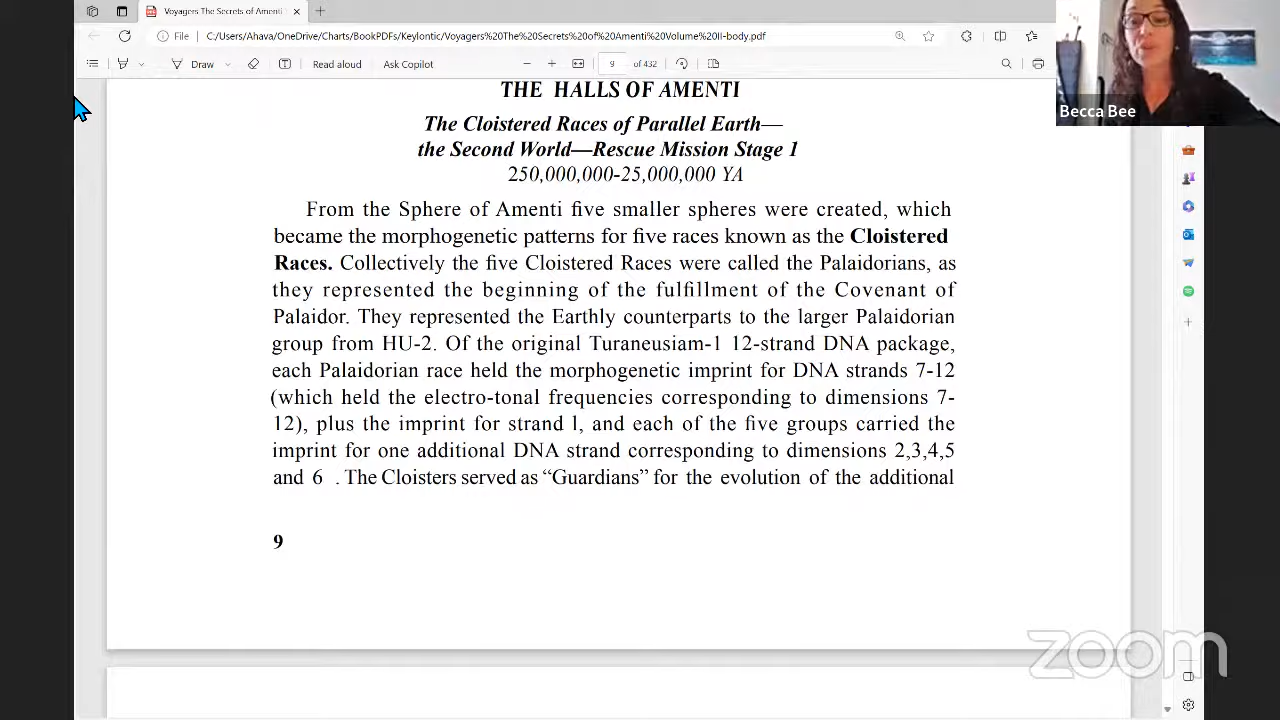 Voyagers The Secrets of Amenti
File
C:/Users/Ahava/OneDrive/Charts/BookPDFs/Keylontic/Voyagers%20The%20Secrets%20of%20Amenti%20Volume%20II-body.pdf
Draw
Read aloud
Ask Copilot
9 of 432
Becca Bee
THE HALLS OF AMENTI
The Cloistered Races of Parallel Earth—
the Second World—Rescue Mission Stage 1
250,000,000-25,000,000 YA
From the Sphere of Amenti five smaller spheres were created, which
became the morphogenetic patterns for five races known as the Cloistered
Races. Collectively the five Cloistered Races were called the Palaidorians, as
they represented the beginning of the fulfillment of the Covenant of
Palaidor. They represented the Earthly counterparts to the larger Palaidorian
group from HU-2. Of the original Turaneusiam-1 12-strand DNA package,
each Palaidorian race held the morphogenetic imprint for DNA strands 7-12
(which held the electro-tonal frequencies corresponding to dimensions 7-
12), plus the imprint for strand l, and each of the five groups carried the
imprint for one additional DNA strand corresponding to dimensions 2,3,4,5
and 6 . The Cloisters served as “Guardians” for the evolution of the additional
9
zoom